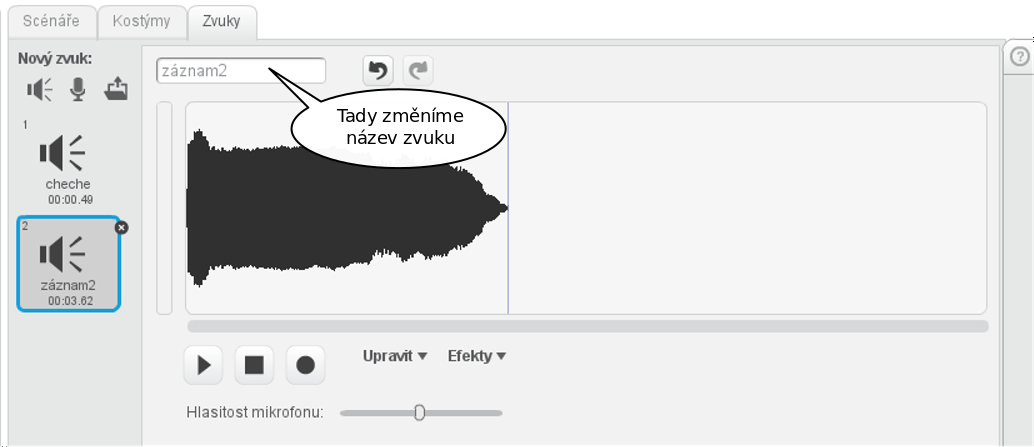 Scénáře Kostýmy Zvuky
Nový zvuk:
záznam2
Tady změníme
název zvuku
1
cheche
00:00.49
2
záznam2
00:03.62
Upravit Efekty
Hlasitost mikrofonu:
?